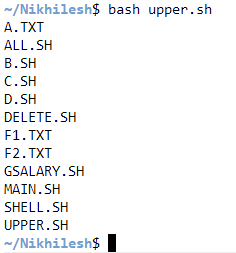 ~/Nikhilesh$ bash upper.sh
A.TXT
ALL.SH
B.SH
C.SH
D.SH
DELETE.SH
F1.TXT
F2.TXT
GSALARY.SH
MAIN.SH
SHELL.SH
UPPER.SH
~/Nikhilesh$